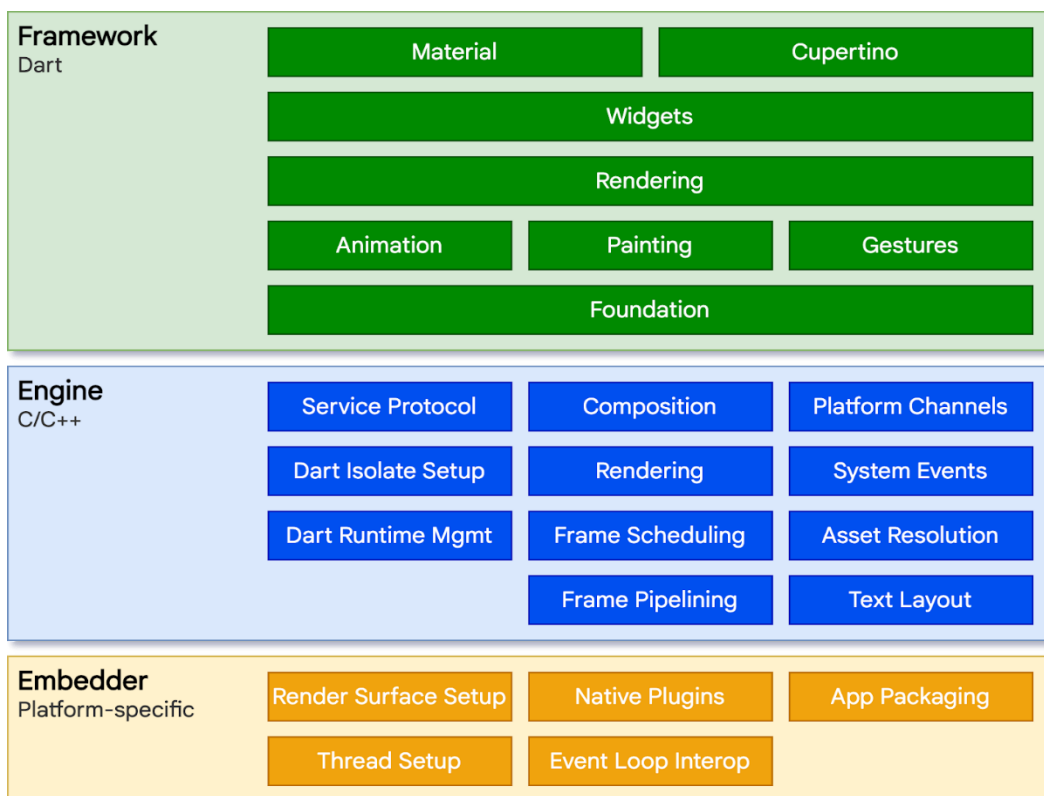 Framework
Dart
Material
Cupertino
Widgets
Rendering
Animation
Painting
Gestures
Foundation
Engine
C/C++
Service Protocol
Composition
Platform Channels
Dart Isolate Setup
Rendering
System Events
Dart Runtime Mgmt
Frame Scheduling
Asset Resolution
Frame Pipelining
Text Layout
Embedder
Platform-specific
Render Surface Setup
Native Plugins
App Packaging
Thread Setup
Event Loop Interop